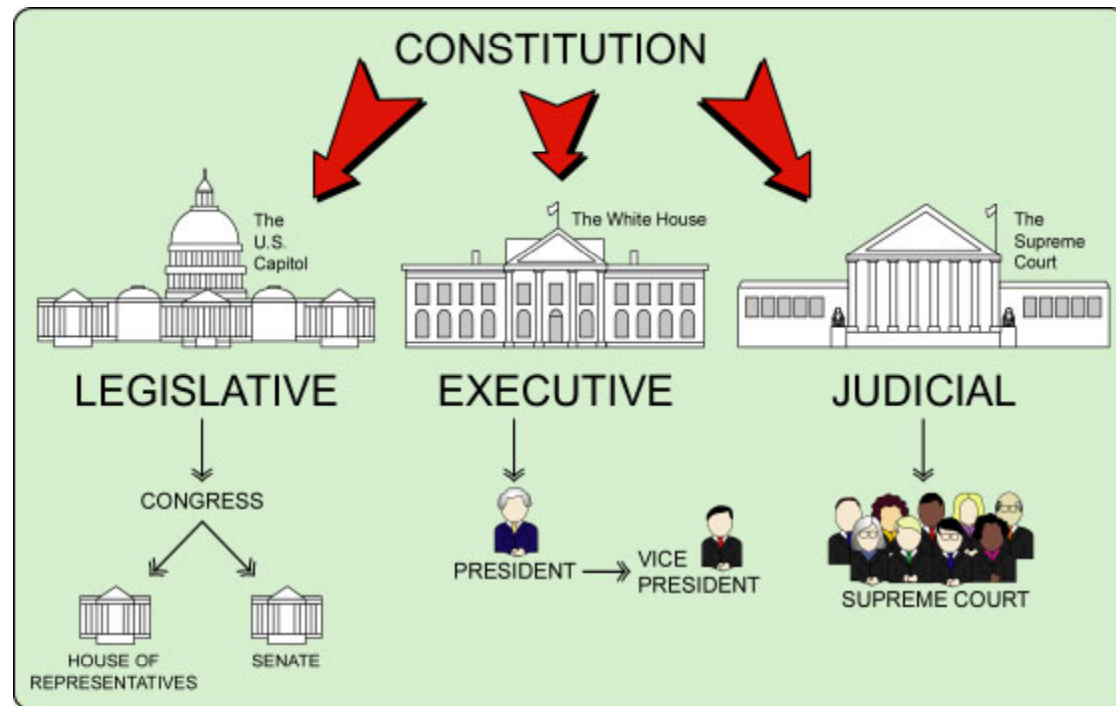 CONSTITUTION
The
U.S.
Capitol
The White House
The
Supreme
Court
LEGISLATIVE
EXECUTIVE
JUDICIAL
CONGRESS
PRESIDENT
VICE
PRESIDENT
SUPREME COURT
HOUSE OF
REPRESENTATIVES
SENATE